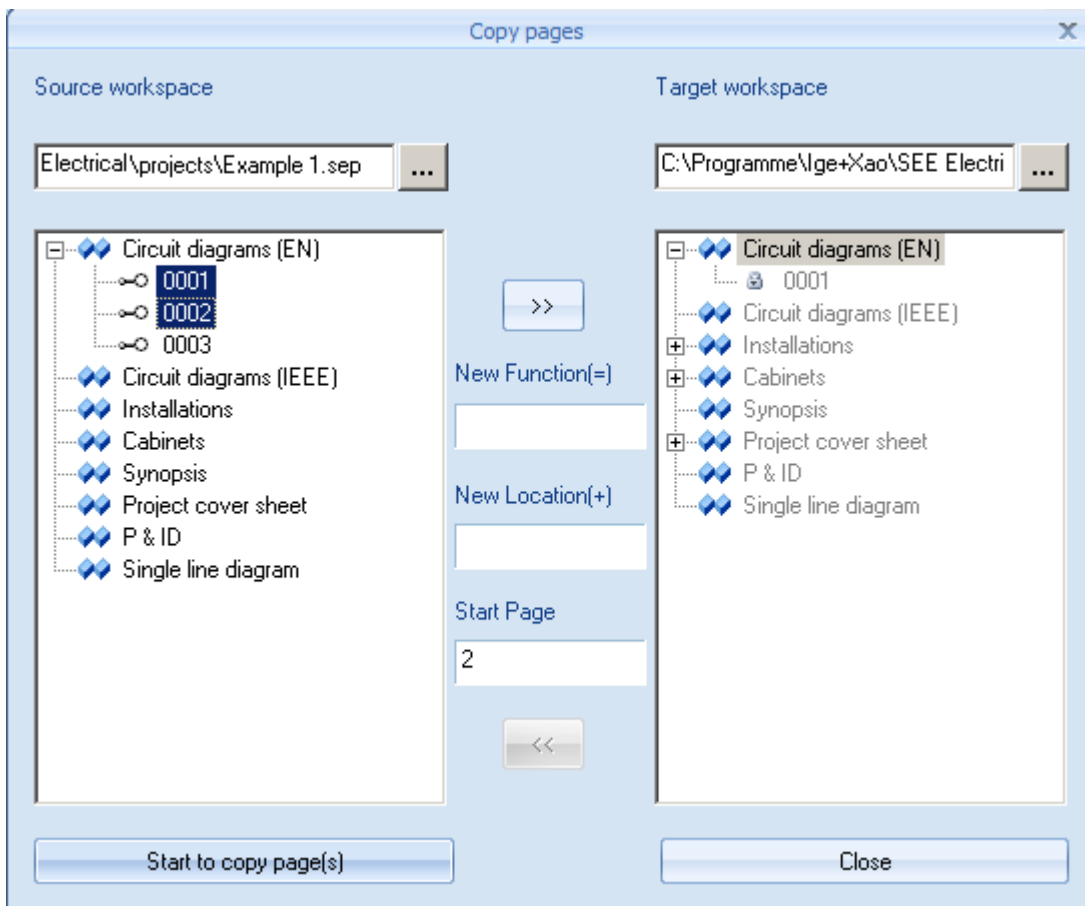 Copy pages
Source workspace
Target workspace
Electrical\projects\Example 1.sep
...
C:\Programme\Ige+Xao\SEE Electri
...
Circuit diagrams (EN)
0001
0002
0003
Circuit diagrams (IEEE)
Installations
Cabinets
Synopsis
Project cover sheet
P & ID
Single line diagram
>>
New Function(=)
New Location(+)
Start Page
2
<<
Circuit diagrams (EN)
0001
Circuit diagrams (IEEE)
Installations
Cabinets
Synopsis
Project cover sheet
P & ID
Single line diagram
Start to copy page(s)
Close